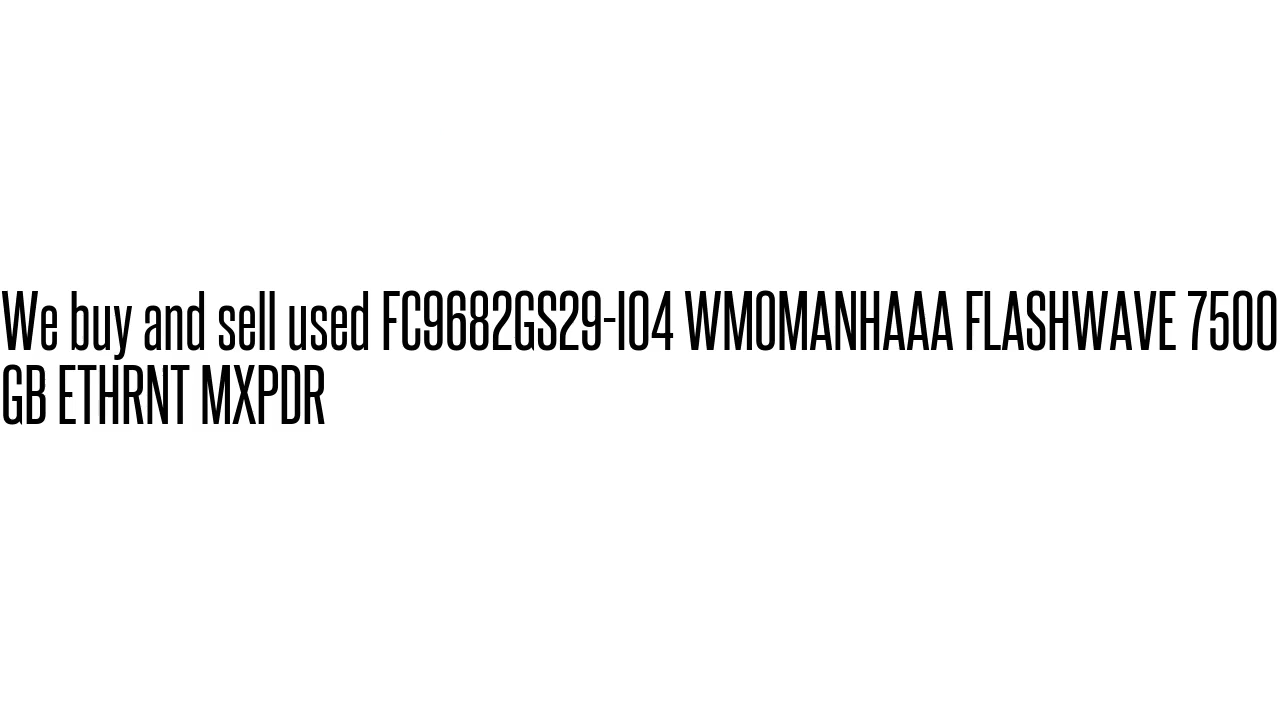 We buy and sell used FC9682GS29-I04 WMOMANHAAA FLASHWAVE 7500
GB ETHRNT MXPDR